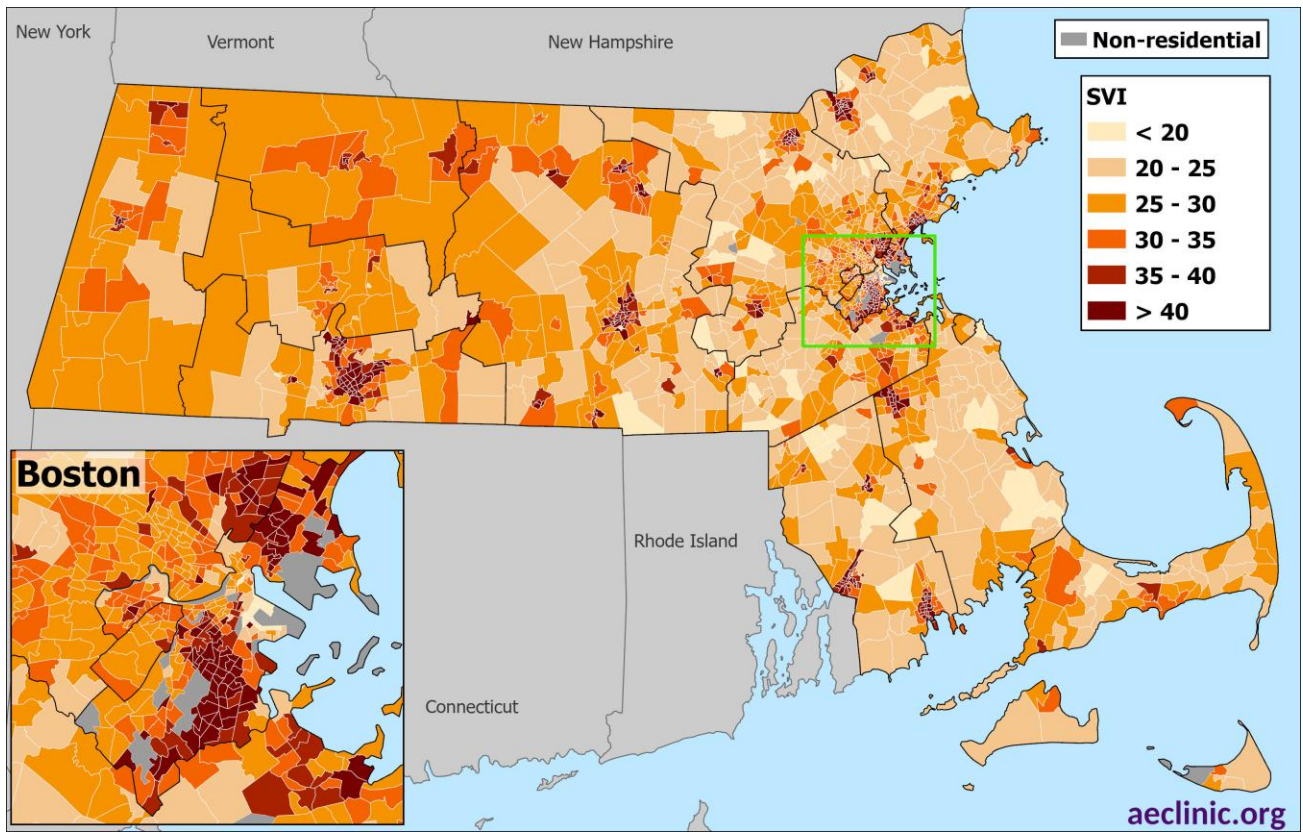 New York
Vermont
New Hampshire
Non-residential
SVI
< 20
20 - 25
25 - 30
30 - 35
35 - 40
> 40
Boston
Rhode Island
Connecticut
aeclinic.org